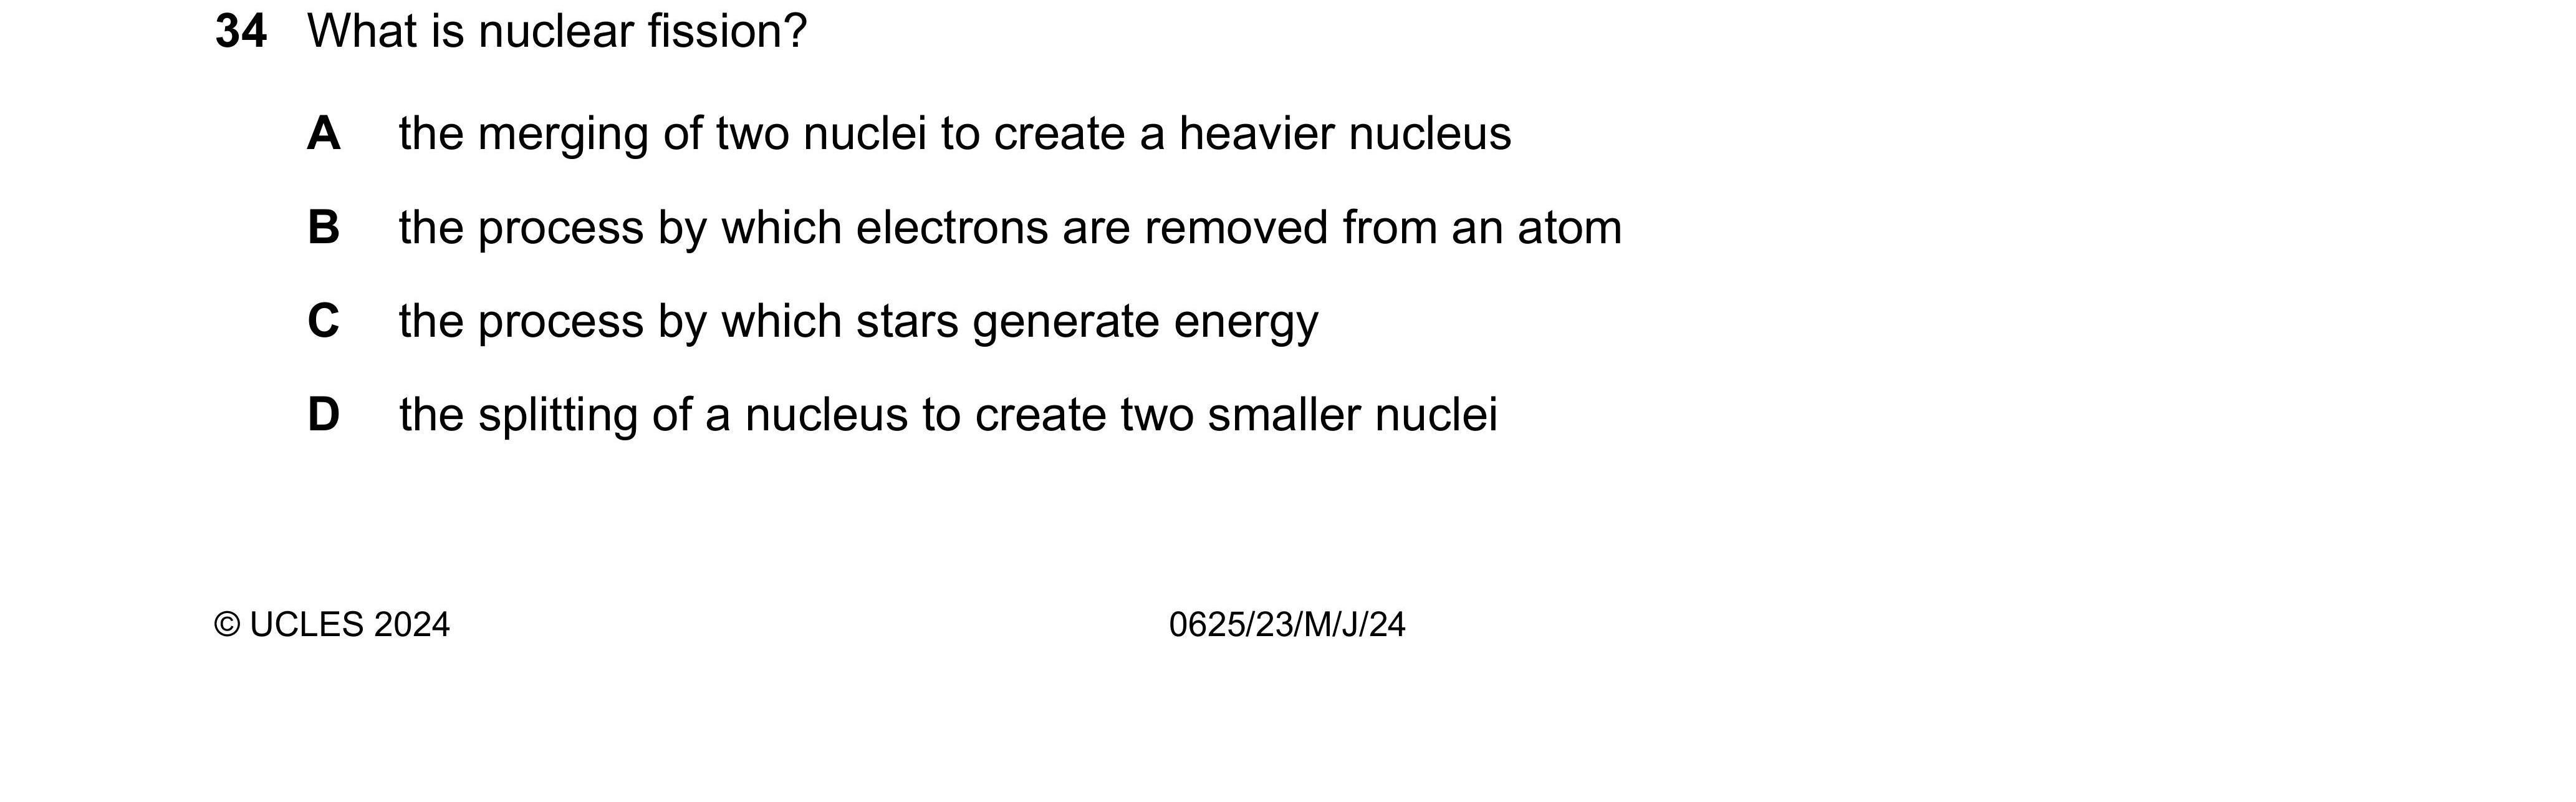 34 What is nuclear fission?
A the merging of two nuclei to create a heavier nucleus
B the process by which electrons are removed from an atom
C the process by which stars generate energy
D the splitting of a nucleus to create two smaller nuclei
© UCLES 2024 0625/23/M/J/24